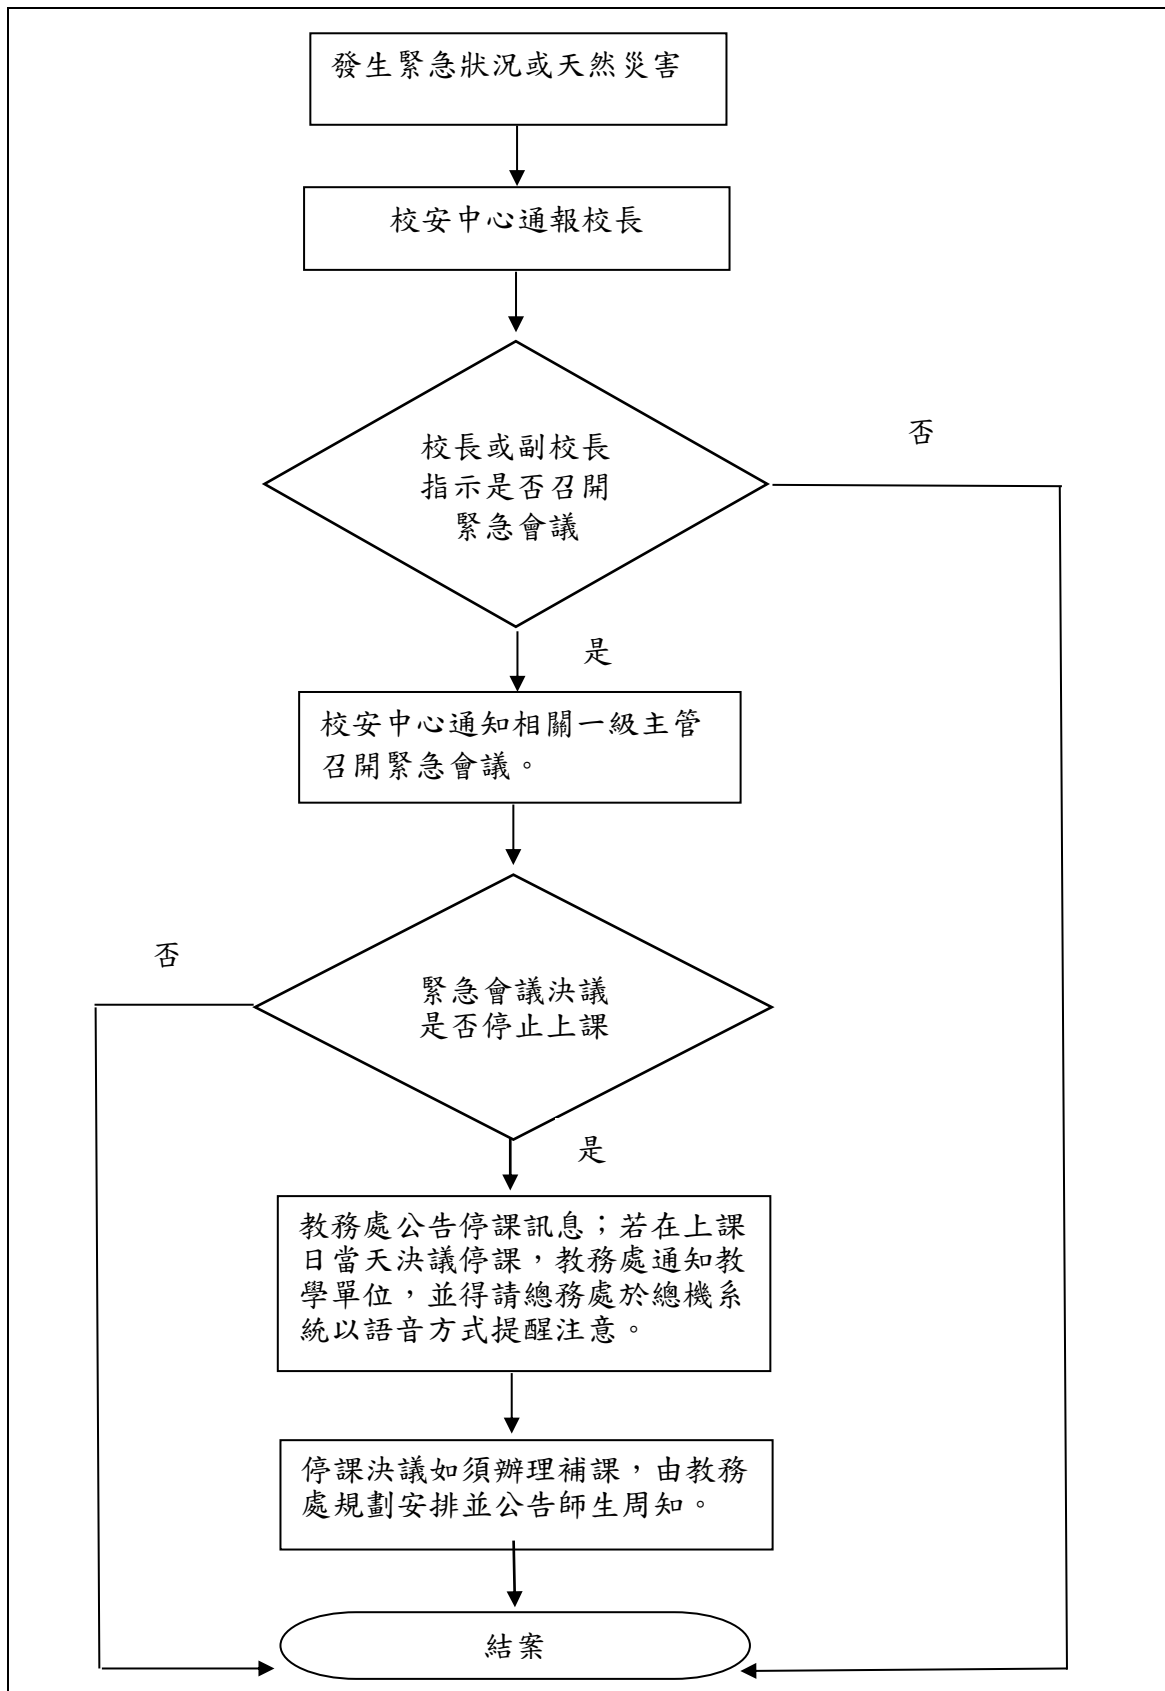 發生緊急狀況或天然災害
校安中心通報校長
否
校長或副校長
指示是否召開
緊急會議
是
校安中心通知相關一級主管
召開緊急會議。
否
緊急會議決議
是否停止上課
是
教務處公告停課訊息；若在上課
日當天決議停課，教務處通知教
學單位，並得請總務處於總機系
統以語音方式提醒注意。
停課決議如須辦理補課，由教務
處規劃安排並公告師生周知。
結案